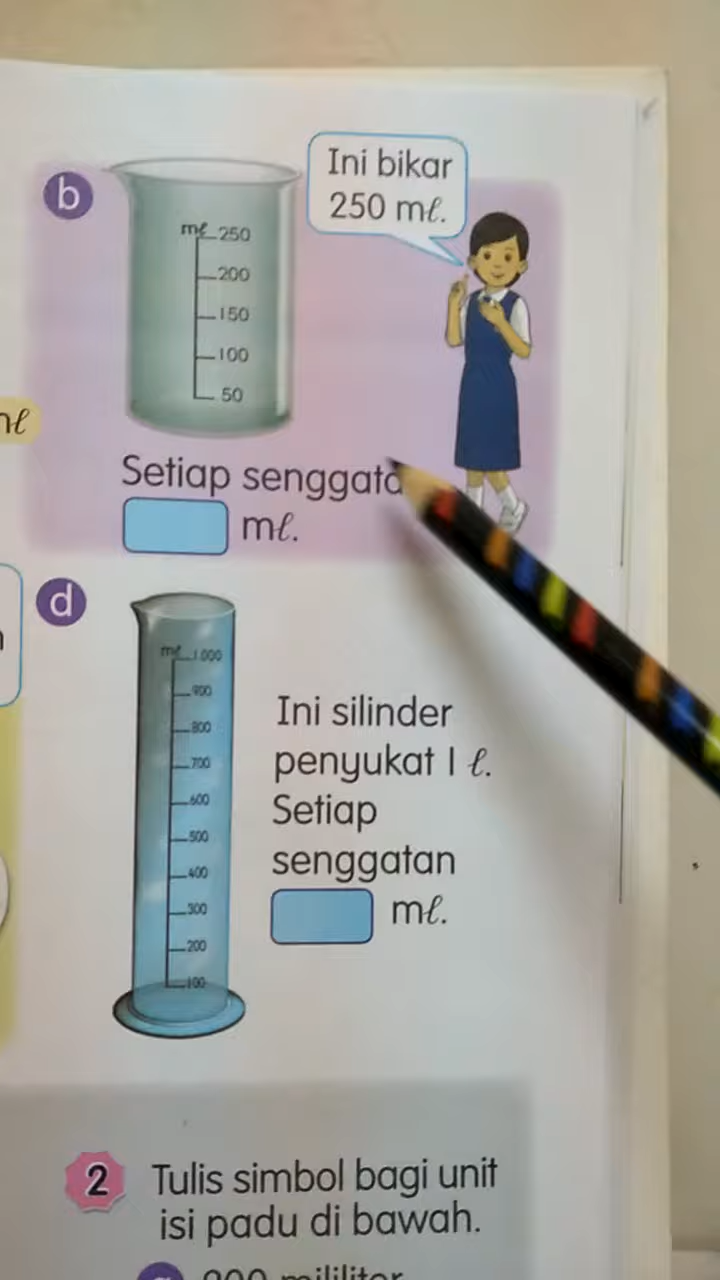 b
Ini bikar
250 mℓ.
mℓ 250
200
150
100
50
mℓ
Setiap
mℓ.
d
mℓ 1 000
900
800
700
600
500
400
300
200
100
Ini silinder
penyukat 1 ℓ.
Setiap
senggatan
mℓ.
2 Tulis simbol bagi unit
isi padu di bawah.